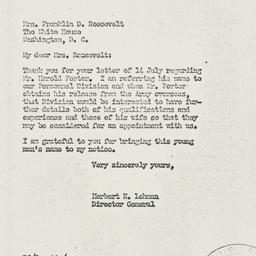 Mrs. Franklin D. Roosevelt
The White House
Washington, D. C.
My dear Mrs. Roosevelt:
Thank you for your letter of 14 July regarding
Mr. Harold Porter. I am referring his name to
our Personnel Division and when Mr. Porter
obtains his release from the Army overseas,
that Division would be interested to have fur-
ther details both of his qualifications and
experience and those of his wife so that they
may be considered for an appointment with us.
I am grateful to you for bringing this young
man's name to my notice.
Very sincerely yours,
Herbert H. Lehman
Director General